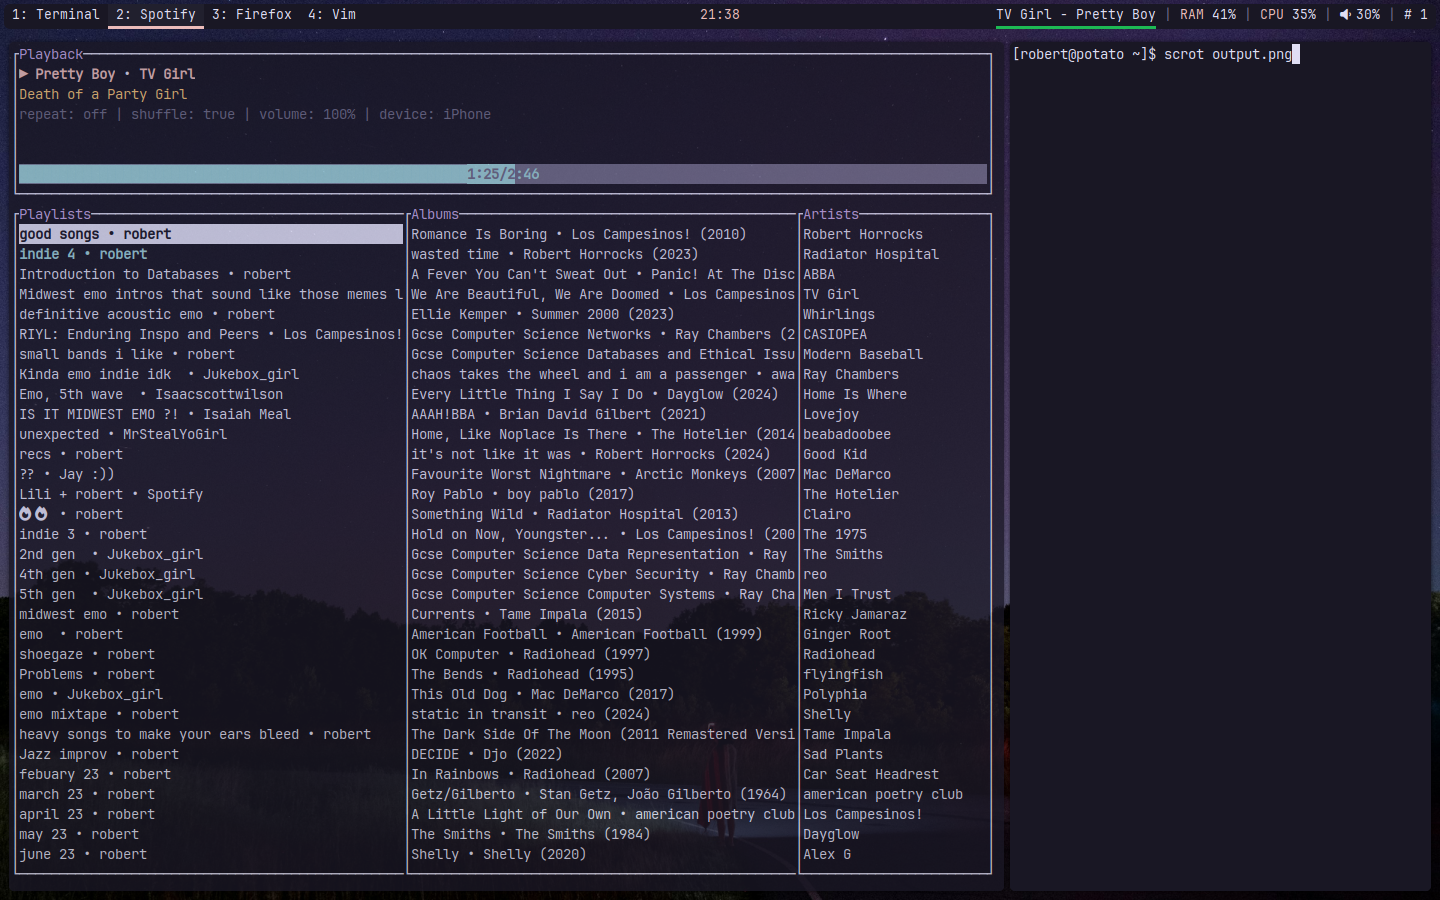 1: Terminal 2: Spotify 3: Firefox 4: Vim 21:38 TV Girl - Pretty Boy | RAM 41% | CPU 35% | 30% | # 1
Playback
▶ Pretty Boy • TV Girl
Death of a Party Girl
repeat: off | shuffle: true | volume: 100% | device: iPhone
1:25/2:46
Playlists
good songs • robert
indie 4 • robert
Introduction to Databases • robert
Midwest emo intros that sound like those memes l
definitive acoustic emo • robert
RIYL: Enduring Inspo and Peers • Los Campesinos!
small bands i like • robert
Kinda emo indie idk  • Jukebox_girl
Emo, 5th wave  • Isaacscottwilson
IS IT MIDWEST EMO ?! • Isaiah Meal
unexpected • MrStealYoGirl
recs • robert
?? • Jay :))
Lili + robert • Spotify
🔥🔥 • robert
indie 3 • robert
2nd gen  • Jukebox_girl
4th gen • Jukebox_girl
5th gen  • Jukebox_girl
midwest emo • robert
emo  • robert
shoegaze • robert
Problems • robert
emo • Jukebox_girl
emo mixtape • robert
heavy songs to make your ears bleed • robert
Jazz improv • robert
febuary 23 • robert
march 23 • robert
april 23 • robert
may 23 • robert
june 23 • robert
Albums
Romance Is Boring • Los Campesinos! (2010)
wasted time • Robert Horrocks (2023)
A Fever You Can't Sweat Out • Panic! At The Disc
We Are Beautiful, We Are Doomed • Los Campesinos
Ellie Kemper • Summer 2000 (2023)
Gcse Computer Science Networks • Ray Chambers (2
Gcse Computer Science Databases and Ethical Issu
chaos takes the wheel and i am a passenger • awa
Every Little Thing I Say I Do • Dayglow (2024)
AAAH!BBA • Brian David Gilbert (2021)
Home, Like Noplace Is There • The Hotelier (2014
it's not like it was • Robert Horrocks (2024)
Favourite Worst Nightmare • Arctic Monkeys (2007
Roy Pablo • boy pablo (2017)
Something Wild • Radiator Hospital (2013)
Hold on Now, Youngster... • Los Campesinos! (200
Gcse Computer Science Data Representation • Ray
Gcse Computer Science Cyber Security • Ray Chamb
Gcse Computer Science Computer Systems • Ray Cha
Currents • Tame Impala (2015)
American Football • American Football (1999)
OK Computer • Radiohead (1997)
The Bends • Radiohead (1995)
This Old Dog • Mac DeMarco (2017)
static in transit • reo (2024)
The Dark Side Of The Moon (2011 Remastered Versi
DECIDE • Djo (2022)
In Rainbows • Radiohead (2007)
Getz/Gilberto • Stan Getz, João Gilberto (1964)
A Little Light of Our Own • american poetry club
The Smiths • The Smiths (1984)
Shelly • Shelly (2020)
Artists
Robert Horrocks
Radiator Hospital
ABBA
TV Girl
Whirlings
CASIOPEA
Modern Baseball
Ray Chambers
Home Is Where
Lovejoy
beabadoobee
Good Kid
Mac DeMarco
The Hotelier
Clairo
The 1975
The Smiths
reo
Men I Trust
Ricky Jamaraz
Ginger Root
Radiohead
flyingfish
Polyphia
Shelly
Tame Impala
Sad Plants
Car Seat Headrest
american poetry club
Los Campesinos!
Dayglow
Alex G
[robert@potato ~]$ scrot output.png